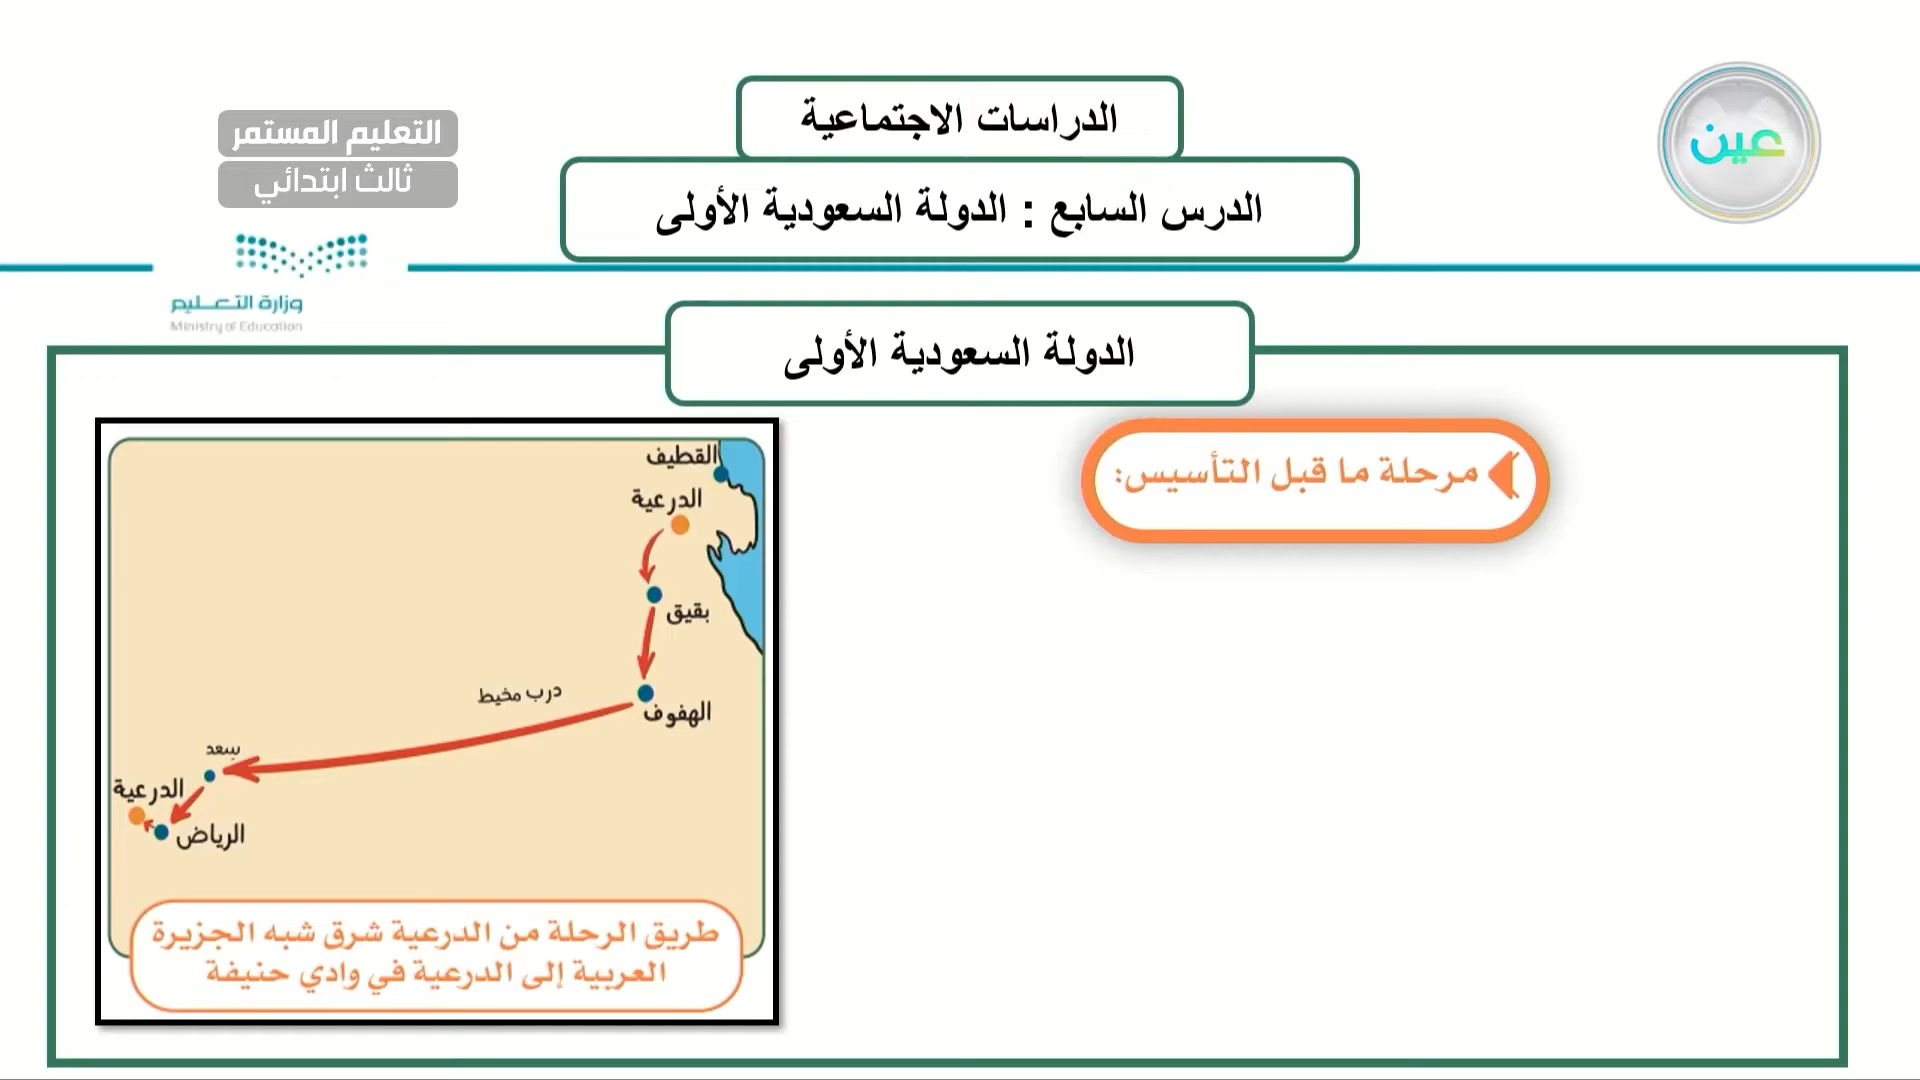 الدراسات الاجتماعية
عين
التعليم المستمر
ثالث ابتدائي
الدرس السابع : الدولة السعودية الأولى
وزارة التعـــليم
Ministry of Education
الدولة السعودية الأولى
مرحلة ما قبل التأسيس:
القطيف
الدرعية
بقيق
الهفوف
درب مخيط
سعد
الدرعية
الرياض
طريق الرحلة من الدرعية شرق شبه الجزيرة
العربية إلى الدرعية في وادي حنيفة